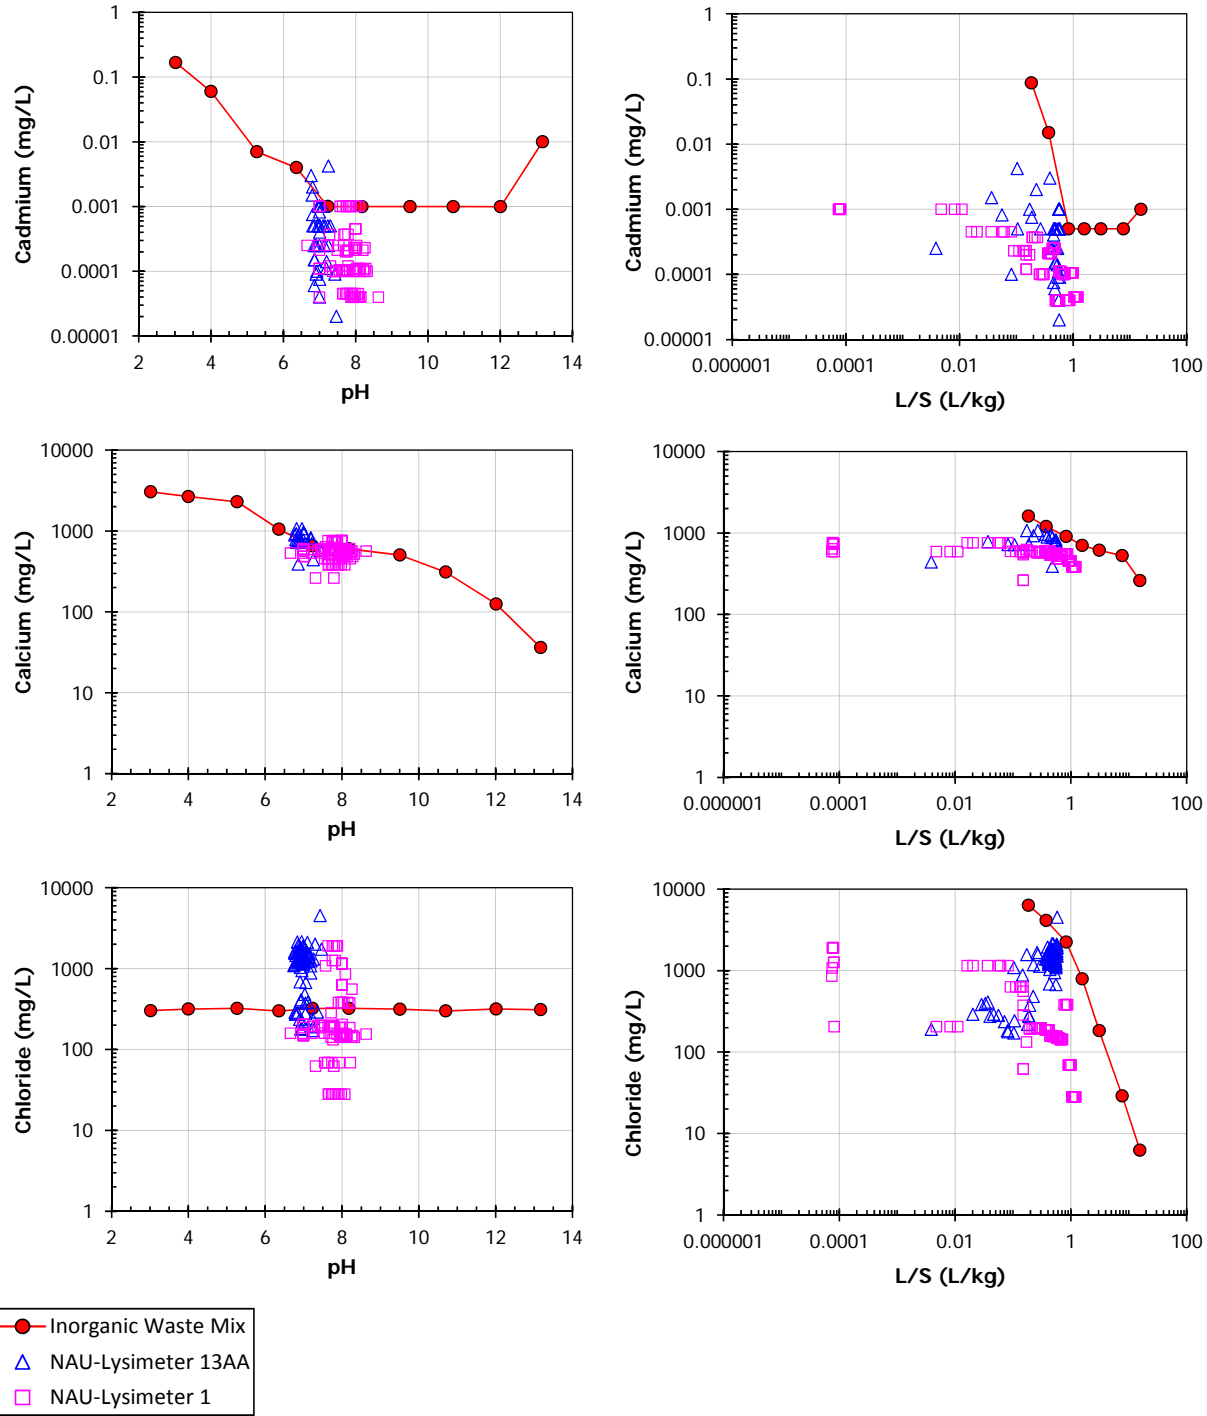 1
0.1
0.01
0.001
0.0001
0.00001
Cadmium (mg/L)
2 4 6 8 10 12 14
pH
1
0.1
0.01
0.001
0.0001
0.00001
Cadmium (mg/L)
0.000001 0.0001 0.01 1 100
L/S (L/kg)
10000
1000
100
10
1
Calcium (mg/L)
2 4 6 8 10 12 14
pH
10000
1000
100
10
1
Calcium (mg/L)
0.000001 0.0001 0.01 1 100
L/S (L/kg)
10000
1000
100
10
1
Chloride (mg/L)
2 4 6 8 10 12 14
pH
10000
1000
100
10
1
Chloride (mg/L)
0.000001 0.0001 0.01 1 100
L/S (L/kg)
Inorganic Waste Mix
NAU-Lysimeter 13AA
NAU-Lysimeter 1